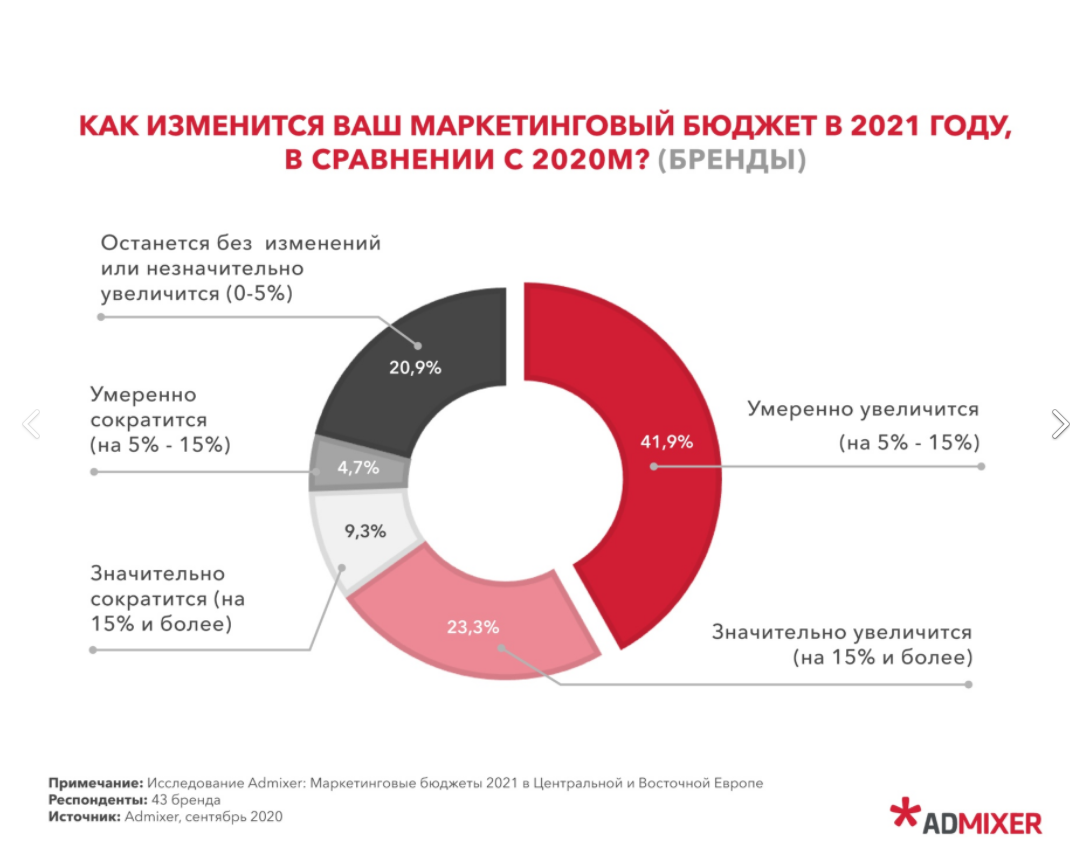 КАК ИЗМЕНИТСЯ ВАШ МАРКЕТИНГОВЫЙ БЮДЖЕТ В 2021 ГОДУ,
В СРАВНЕНИИ С 2020М? (БРЕНДЫ)
Останется без изменений
или незначительно
увеличится (0-5%)
20,9%
Умеренно
сократится
(на 5% - 15%)
4,7%
41,9%
Умеренно увеличится
(на 5% - 15%)
9,3%
Значительно
сократится (на
15% и более)
23,3%
Значительно увеличится
(на 15% и более)
Примечание: Исследование Admixer: Маркетинговые бюджеты 2021 в Центральной и Восточной Европе
Респонденты: 43 бренда
Источник: Admixer, сентябрь 2020
ADMIXER